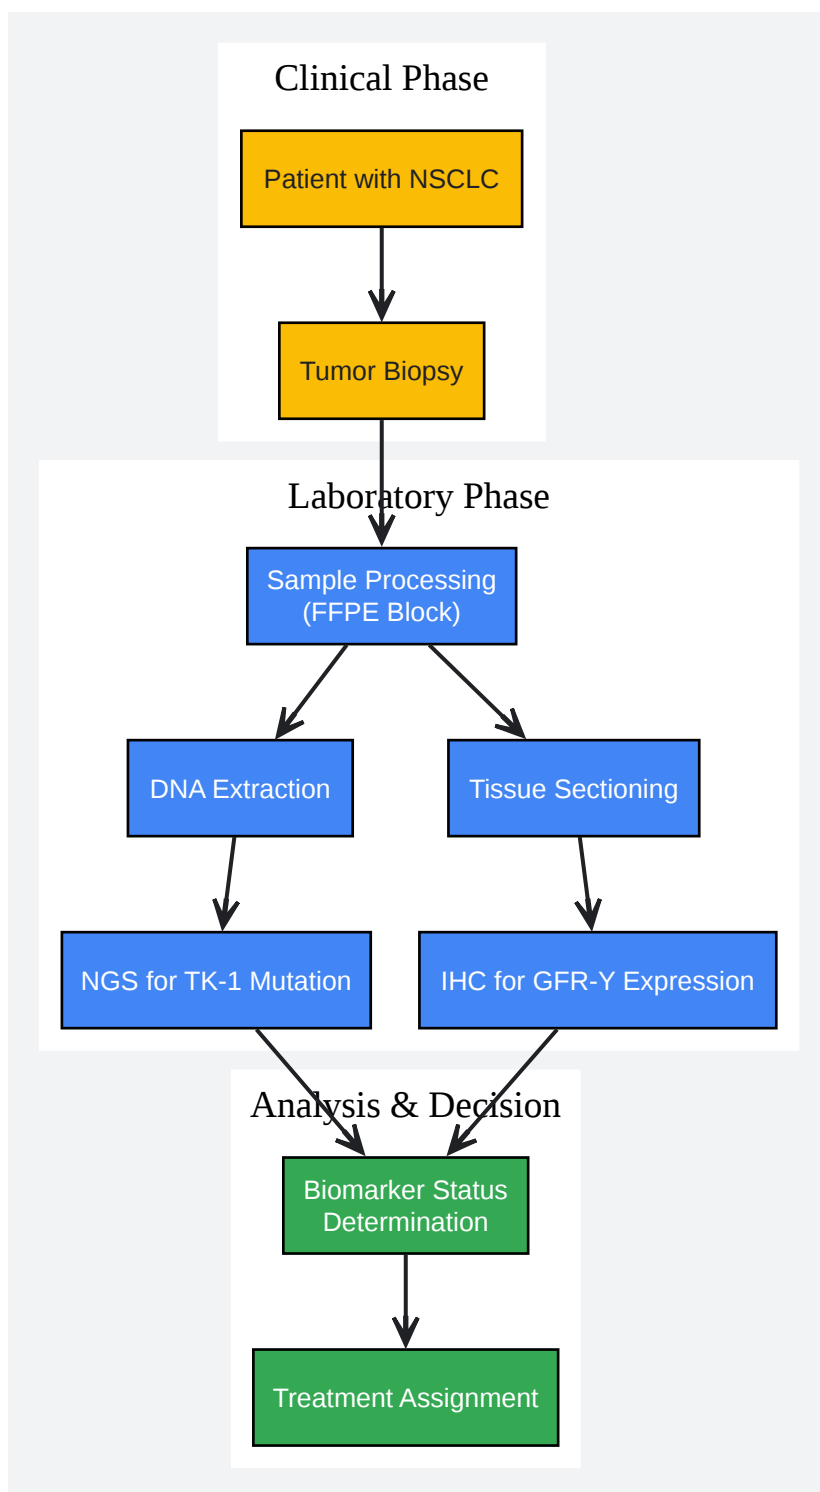 Clinical Phase
Patient with NSCLC
Tumor Biopsy
Laboratory Phase
Sample Processing
(FFPE Block)
DNA Extraction
Tissue Sectioning
NGS for TK-1 Mutation
IHC for GFR-Y Expression
Analysis & Decision
Biomarker Status
Determination
Treatment Assignment